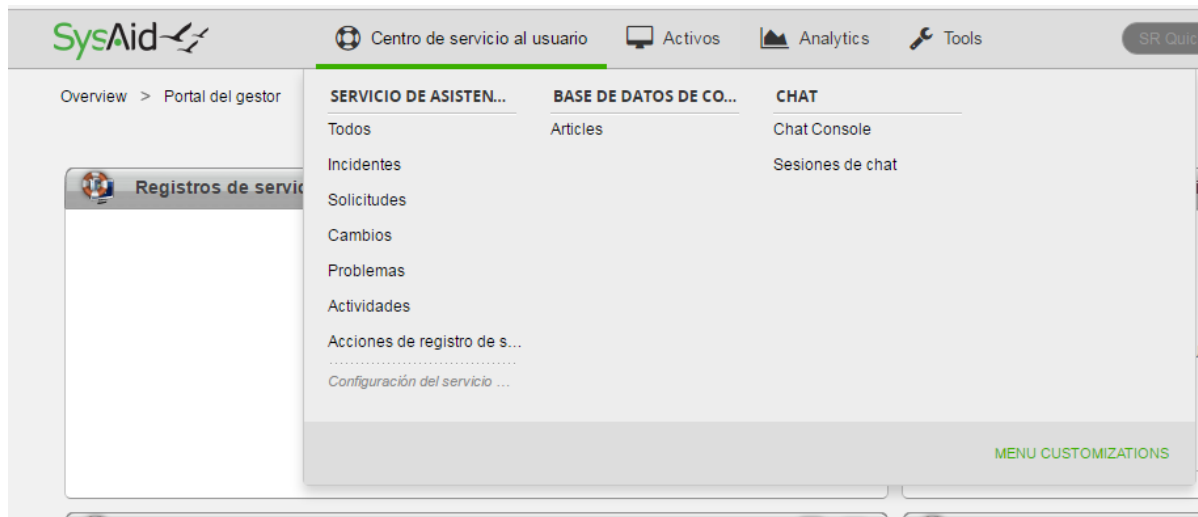 SysAid
Centro de servicio al usuario
Activos
Analytics
Tools
SR Quic
Overview > Portal del gestor
SERVICIO DE ASISTEN...
Todos
Incidentes
Solicitudes
Cambios
Problemas
Actividades
Acciones de registro de s...
Configuración del servicio ...
BASE DE DATOS DE CO...
Articles
CHAT
Chat Console
Sesiones de chat
MENU CUSTOMIZATIONS
Registros de servic